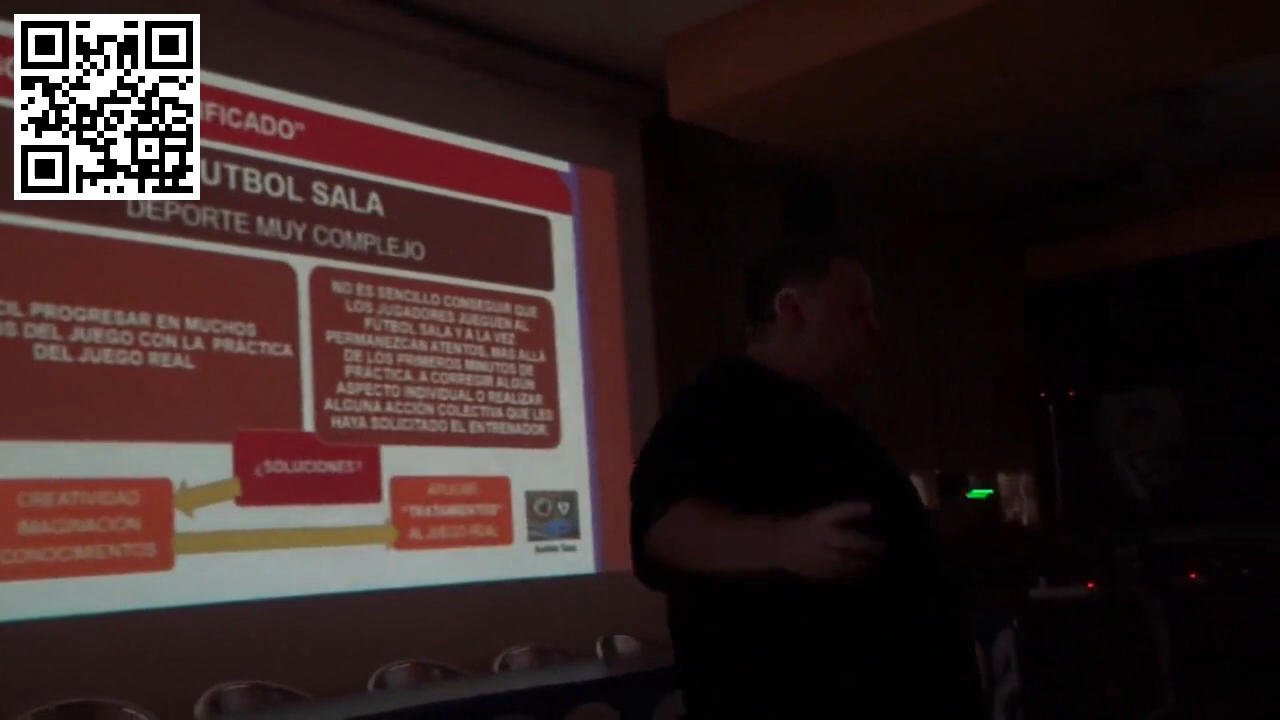 IFICADO"
UTBOL SALA
DEPORTE MUY COMPLEJO
CIL PROGRESAR EN MUCHOS
S DEL JUEGO CON LA PRÁCTICA
DEL JUEGO REAL
NO ES SENCILLO CONSEGUIR QUE
LOS JUGADORES JUEGUEN AL
FUTBOL SALA Y A LA VEZ
PERMANEZCAN ATENTOS, MAS ALLÁ
DE LOS PRIMEROS MINUTOS DE
PRÁCTICA, A CORREGIR ALGÚN
ASPECTO INDIVIDUAL O REALIZAR
ALGUNA ACCIÓN COLECTIVA QUE LES
HAYA SOLICITADO EL ENTRENADOR.
¿SOLUCIONES?
CREATIVIDAD
IMAGINACIÓN
CONOCIMIENTOS
APLICAR
"TRATAMIENTOS"
AL JUEGO REAL